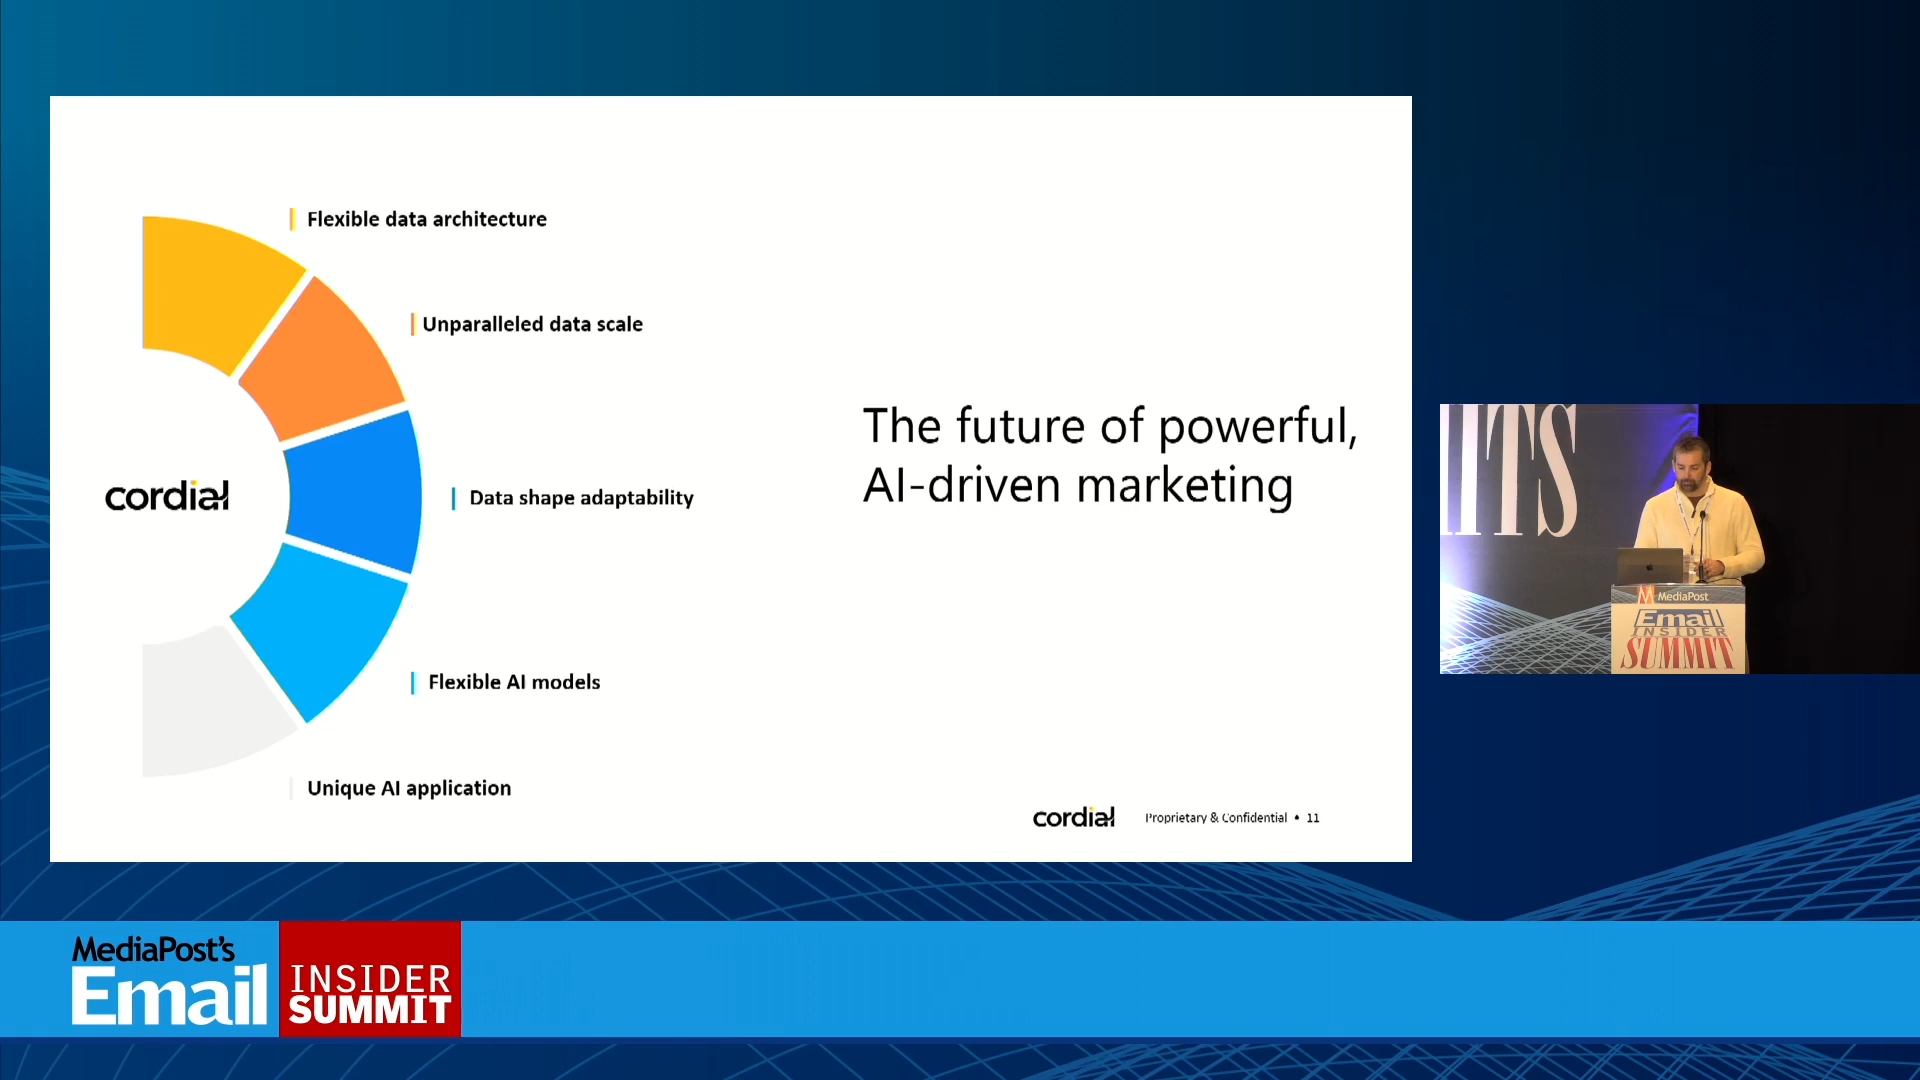 Flexible data architecture
Unparalleled data scale
cordial
Data shape adaptability
Flexible AI models
Unique AI application
The future of powerful,
AI-driven marketing
cordial
Proprietary & Confidential • 11
ITS
MediaPost
Email
INSIDER
SUMMIT
MediaPost's
Email
INSIDER
SUMMIT